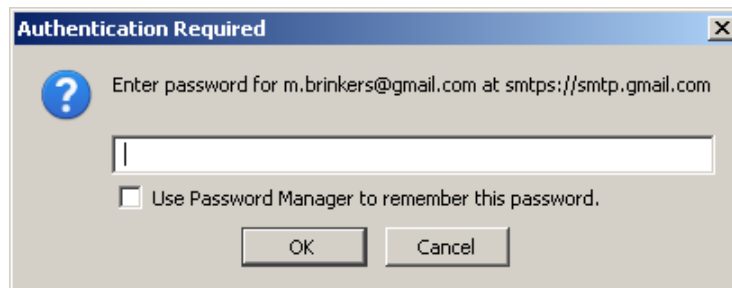 Authentication Required
Enter password for m.brinkers@gmail.com at smtps://smtp.gmail.com
Use Password Manager to remember this password.
OK
Cancel